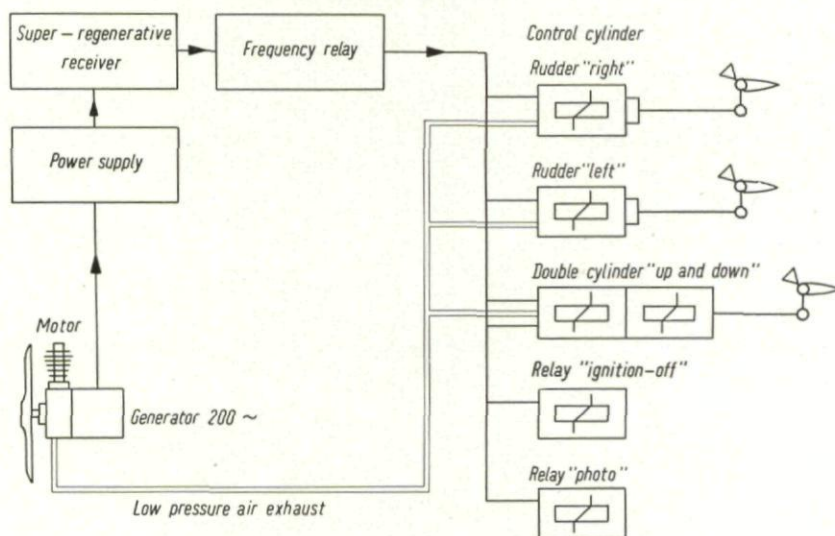 Super – regenerative
receiver
Frequency relay
Power supply
Motor
Generator 200 ~
Low pressure air exhaust
Control cylinder
Rudder "right"
Rudder "left"
Double cylinder "up and down"
Relay "ignition-off"
Relay "photo"